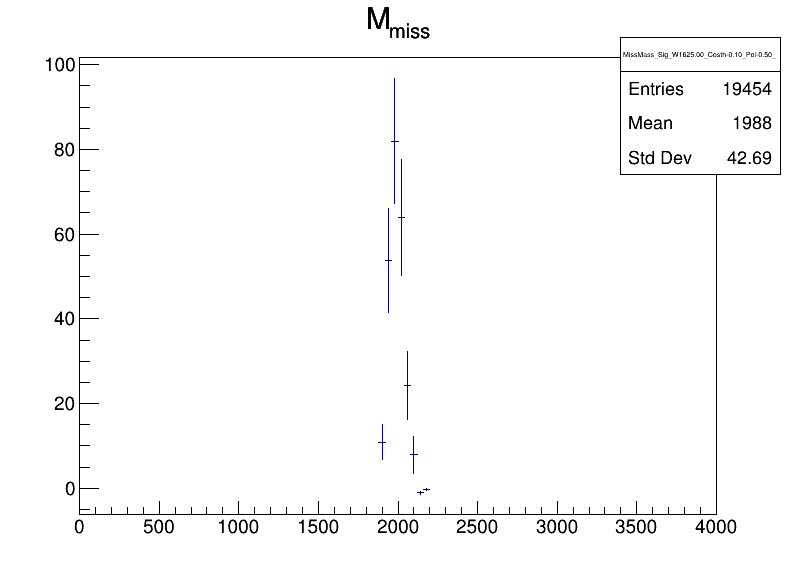 M_miss
MissMass_Sig_W1625.00_Costh-0.10_Pol-0.50_
Entries 19454
Mean 1988
Std Dev 42.69
100
80
60
40
20
0
0 500 1000 1500 2000 2500 3000 3500 4000